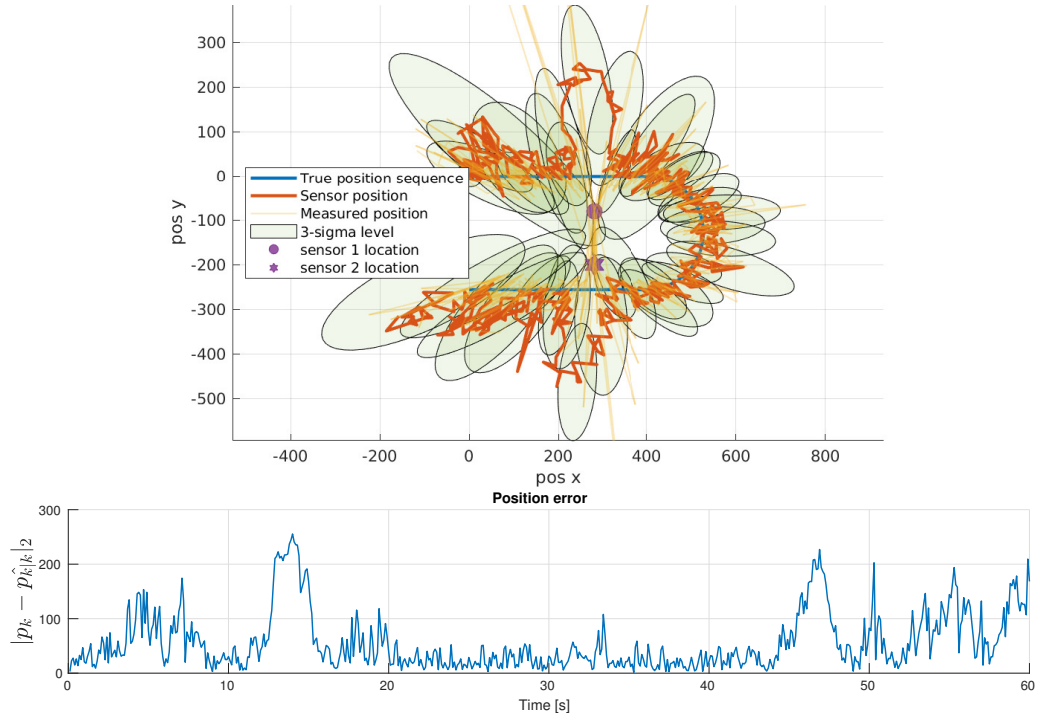 300
200
100
0
-100
-200
-300
-400
-500
pos y
True position sequence
Sensor position
Measured position
3-sigma level
sensor 1 location
sensor 2 location
-400 -200 0 200 400 600 800
pos x
Position error
300
200
100
0
|p_k − \hat{p_{k|k}}|_2
0 10 20 30 40 50 60
Time [s]